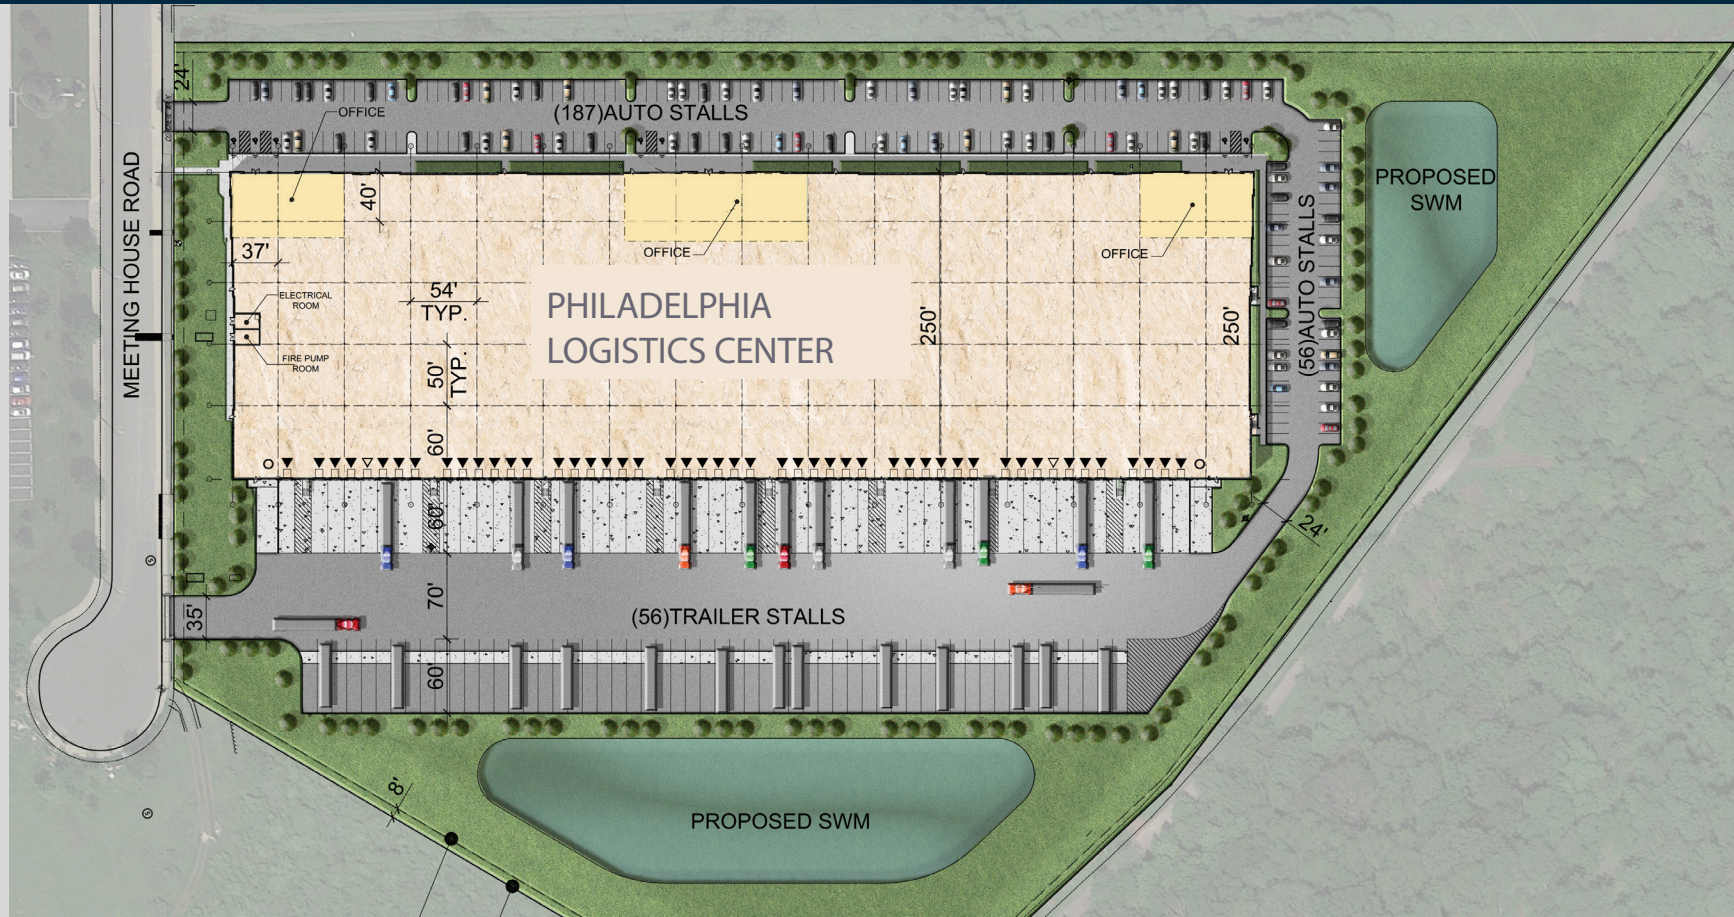 24'
OFFICE
(187)AUTO STALLS
MEETING HOUSE ROAD
40'
37'
OFFICE
OFFICE
PROPOSED
SWM
(56)AUTO STALLS
ELECTRICAL
ROOM
54'
TYP.
PHILADELPHIA
LOGISTICS CENTER
250'
250'
FIRE PUMP
ROOM
50'
TYP.
60'
60'
24'
70'
35'
(56)TRAILER STALLS
60'
8'
PROPOSED SWM
S
S